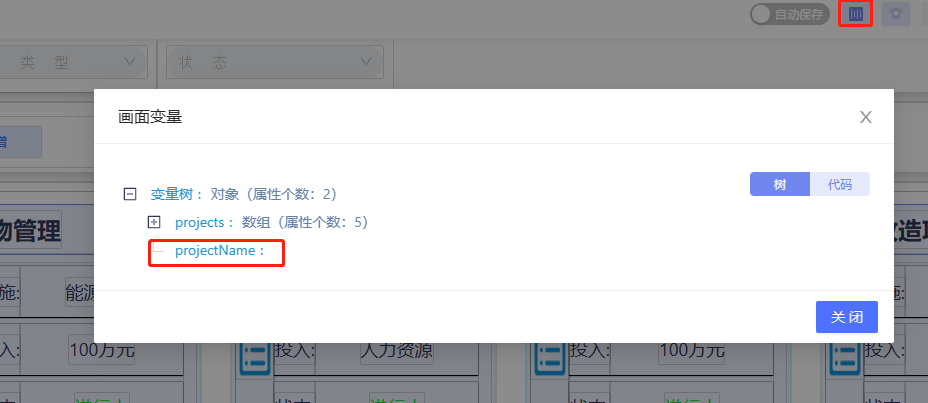 自动保存
类 型
状 态
画面变量
变量树： 对象（属性个数：2）
树 代码
projects： 数组（属性个数：5）
projectName：
物管理
施: 能源
关 闭
投入: 100万元
投入: 人力资源
投入: 100万元
投入: